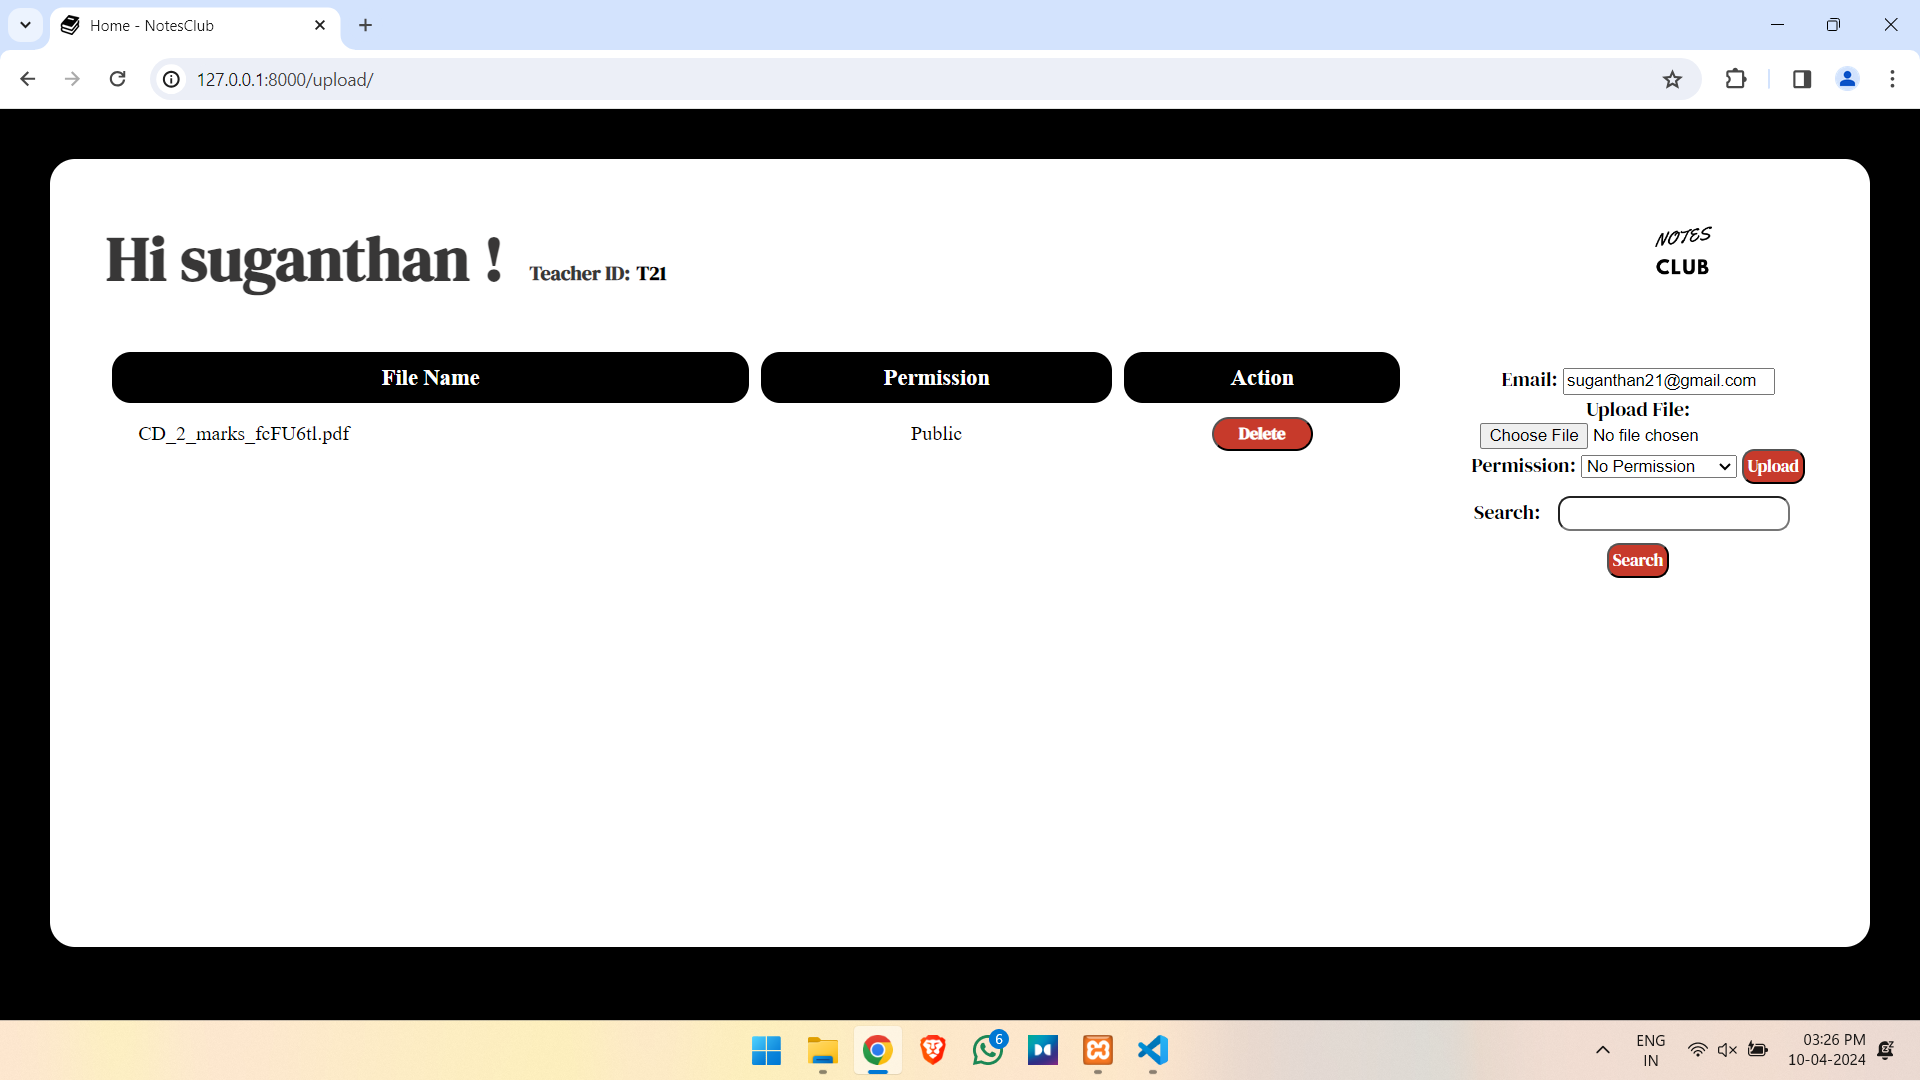 Home - NotesClub
127.0.0.1:8000/upload/
Hi suganthan ! Teacher ID: T21
NOTES
CLUB
File Name Permission Action
CD_2_marks_fcFU6tl.pdf Public Delete
Email: suganthan21@gmail.com
Upload File:
Choose File No file chosen
Permission: No Permission Upload
Search:
Search
6
ENG
IN
03:26 PM
10-04-2024